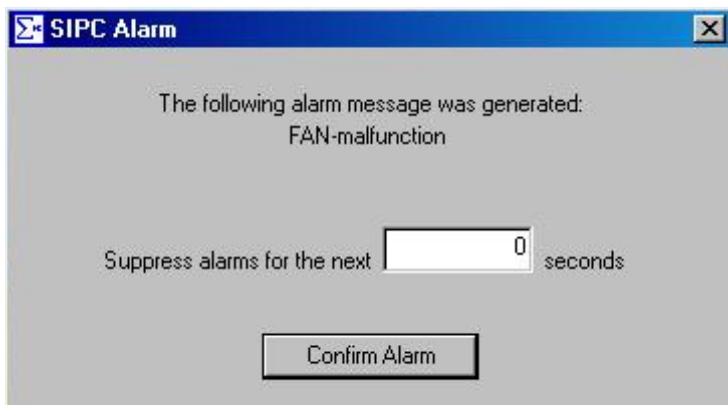 SIPC Alarm
The following alarm message was generated:
FAN-malfunction
Suppress alarms for the next 0 seconds
Confirm Alarm